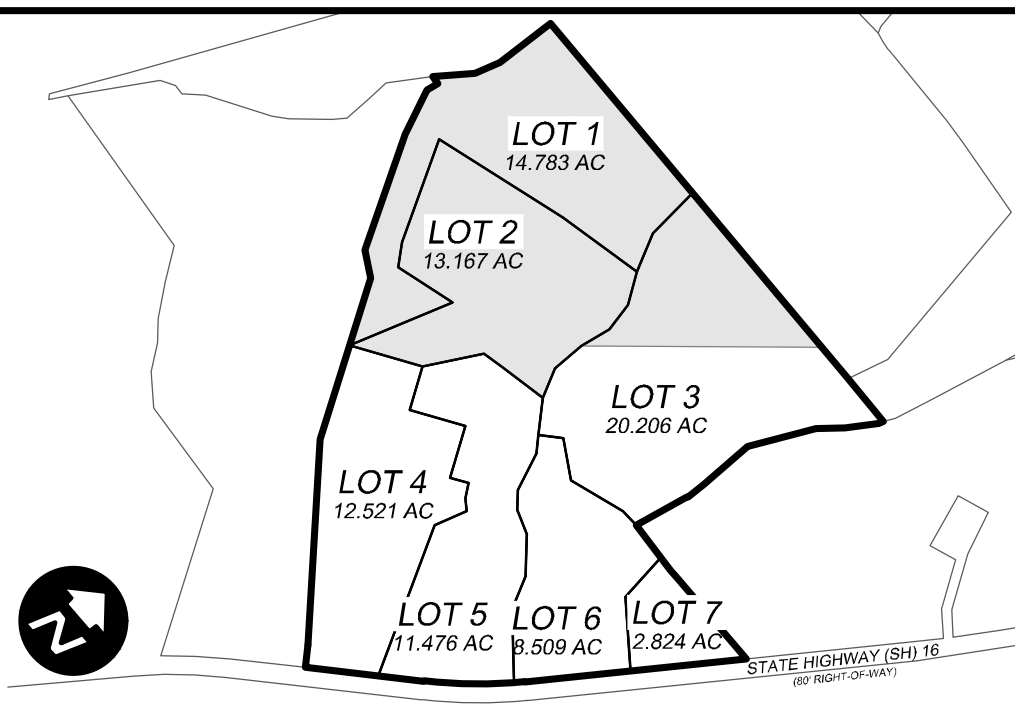 LOT 1
14.783 AC
LOT 2
13.167 AC
LOT 3
20.206 AC
LOT 4
12.521 AC
LOT 5
11.476 AC
LOT 6
8.509 AC
LOT 7
2.824 AC
STATE HIGHWAY (SH) 16
(80' RIGHT-OF-WAY)
N